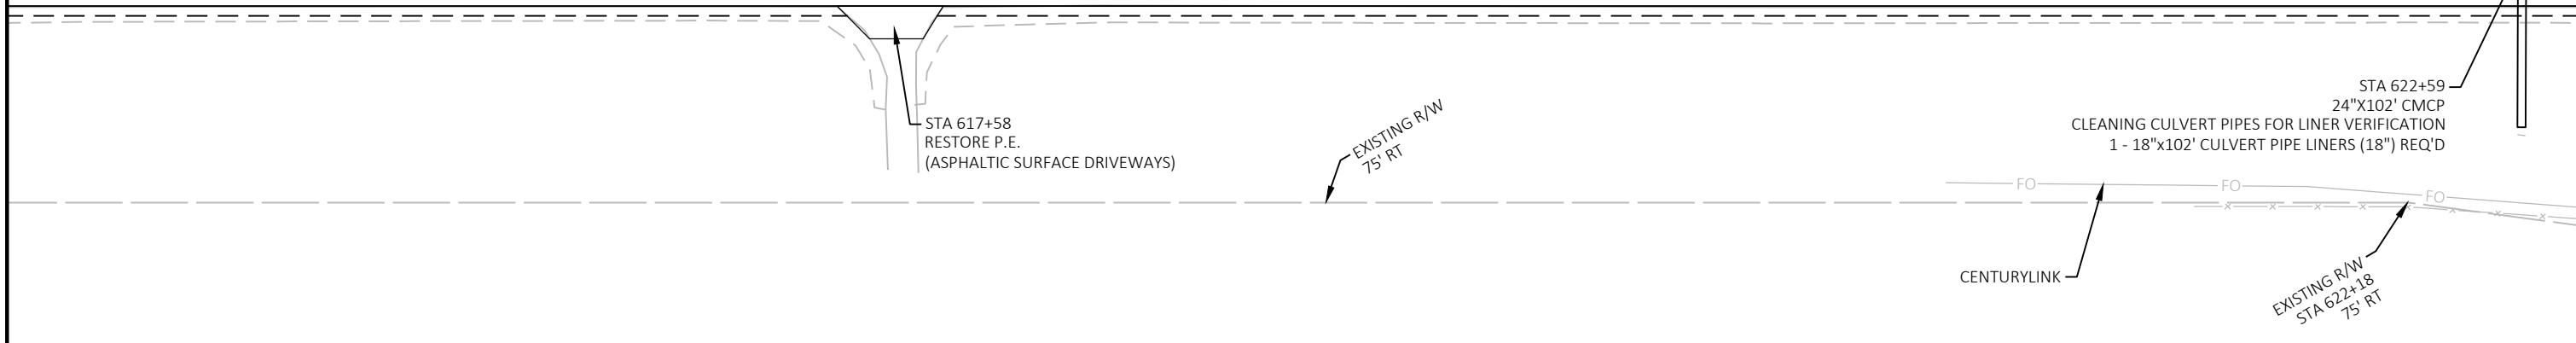 STA 617+58
RESTORE P.E.
(ASPHALTIC SURFACE DRIVEWAYS)
EXISTING R/W
75' RT
STA 622+59
24"X102' CMCP
CLEANING CULVERT PIPES FOR LINER VERIFICATION
1 - 18"x102' CULVERT PIPE LINERS (18") REQ'D
FO
FO
FO
CENTURYLINK
EXISTING R/W
STA 622+18
75' RT